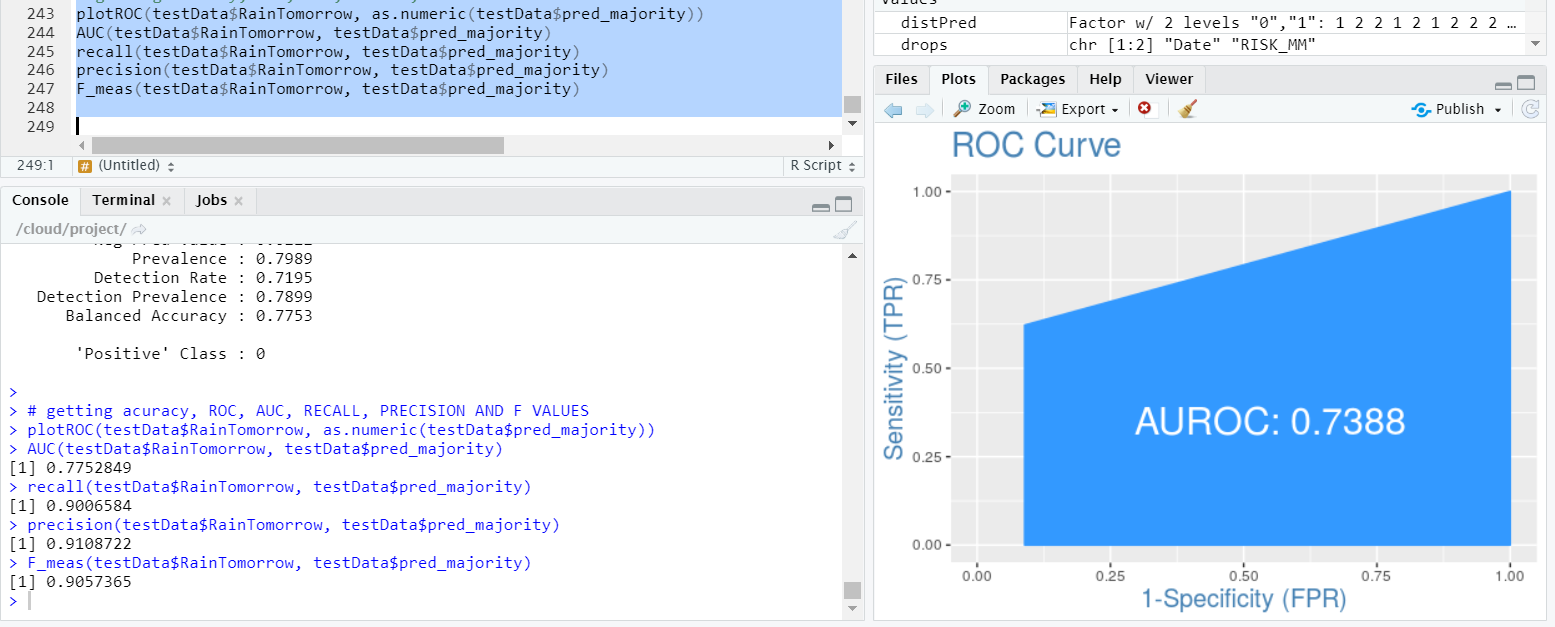 243 plotROC(testData$RainTomorrow, as.numeric(testData$pred_majority))
244 AUC(testData$RainTomorrow, testData$pred_majority)
245 recall(testData$RainTomorrow, testData$pred_majority)
246 precision(testData$RainTomorrow, testData$pred_majority)
247 F_meas(testData$RainTomorrow, testData$pred_majority)
248
249
249:1 # (Untitled) R Script
Console Terminal Jobs
/cloud/project/
Prevalence : 0.7989
Detection Rate : 0.7195
Detection Prevalence : 0.7899
Balanced Accuracy : 0.7753
'Positive' Class : 0
>
> # getting acuracy, ROC, AUC, RECALL, PRECISION AND F VALUES
> plotROC(testData$RainTomorrow, as.numeric(testData$pred_majority))
> AUC(testData$RainTomorrow, testData$pred_majority)
[1] 0.7752849
> recall(testData$RainTomorrow, testData$pred_majority)
[1] 0.9006584
> precision(testData$RainTomorrow, testData$pred_majority)
[1] 0.9108722
> F_meas(testData$RainTomorrow, testData$pred_majority)
[1] 0.9057365
>
distPred Factor w/ 2 levels "0","1": 1 2 2 1 2 1 2 2 2 …
drops chr [1:2] "Date" "RISK_MM"
Files Plots Packages Help Viewer
Zoom Export Publish
ROC Curve
Sensitivity (TPR)
1.00
0.75
0.50
0.25
0.00
AUROC: 0.7388
0.00 0.25 0.50 0.75 1.00
1-Specificity (FPR)